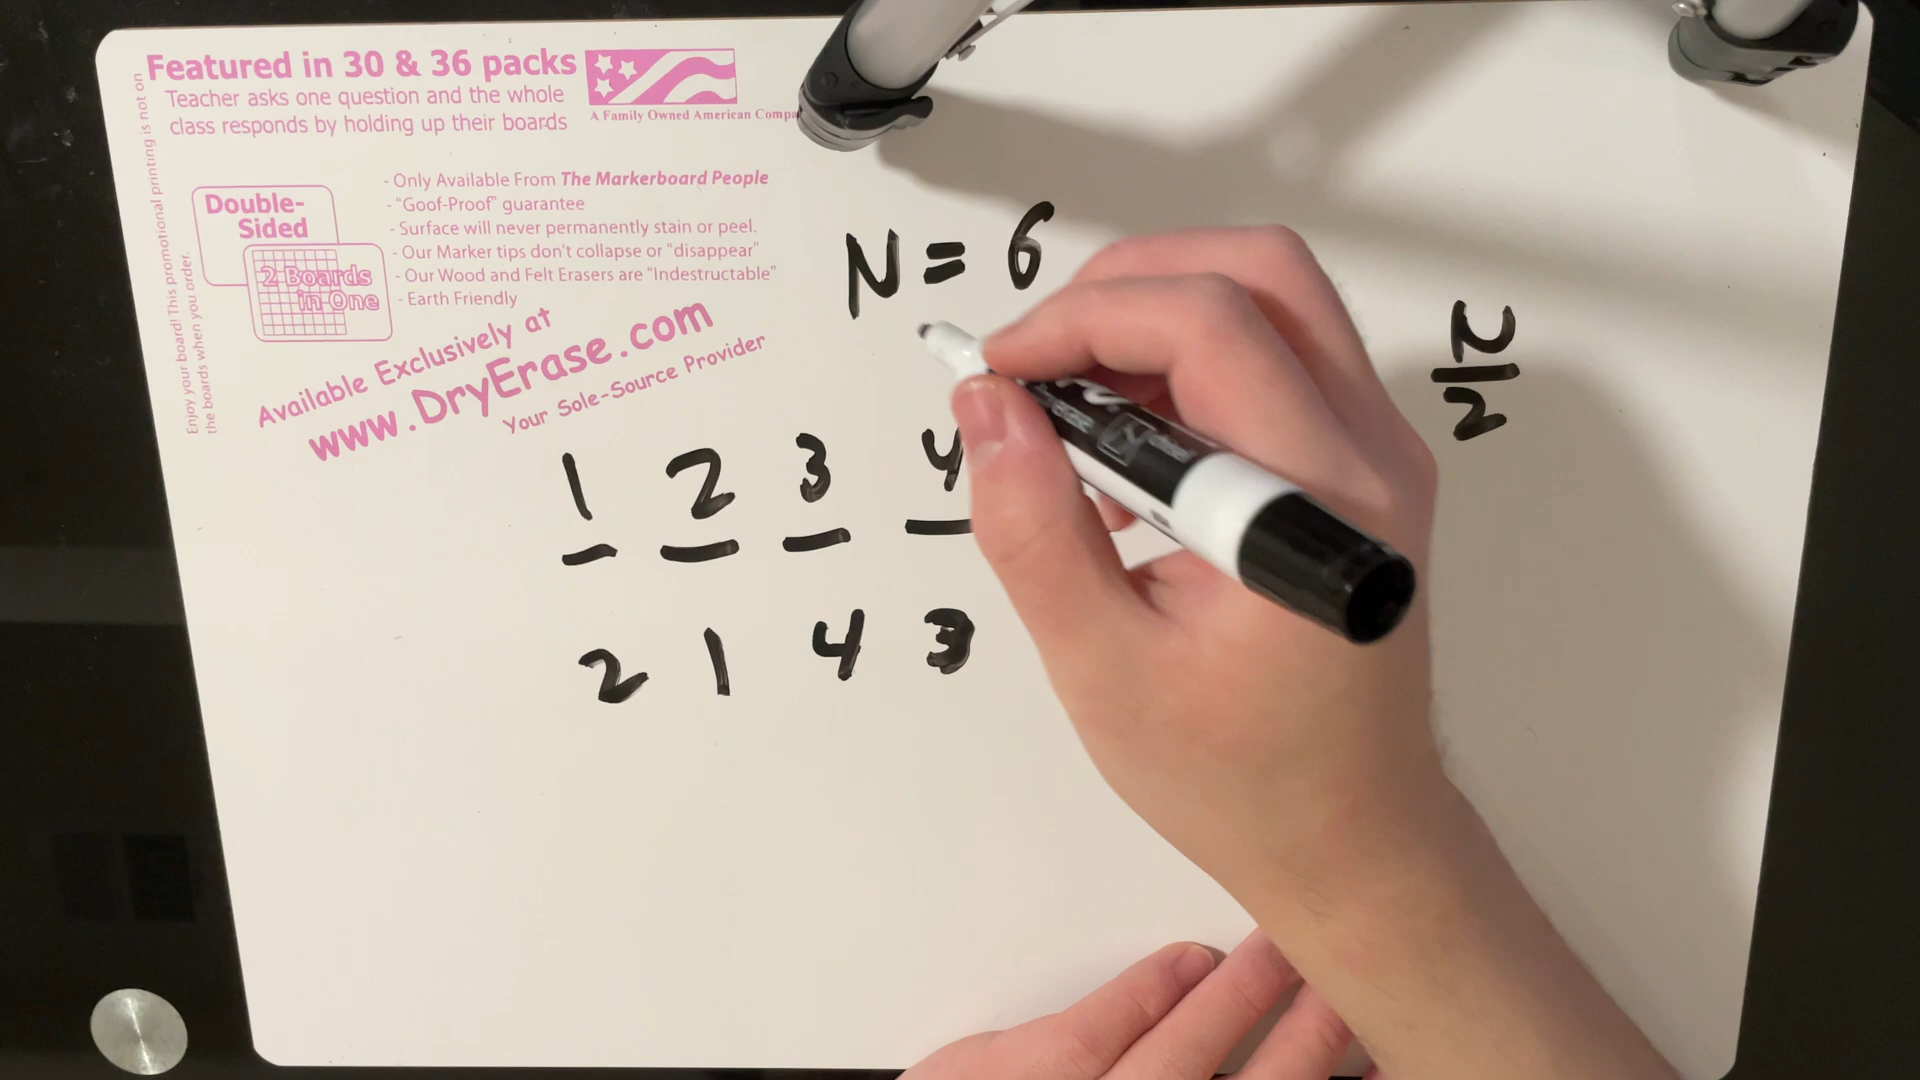 Featured in 30 & 36 packs
Teacher asks one question and the whole
class responds by holding up their boards
A Family Owned American Compa
Enjoy your board! This promotional printing is not on
the boards when you order.
Double-
Sided
2 Boards
in One
- Only Available From The Markerboard People
- “Goof-Proof” guarantee
- Surface will never permanently stain or peel.
- Our Marker tips don't collapse or “disappear”
- Our Wood and Felt Erasers are “Indestructable”
- Earth Friendly
Available Exclusively at
www.DryErase.com
Your Sole-Source Provider
N = 6
1 2 3 4
2 1 4 3
N
2